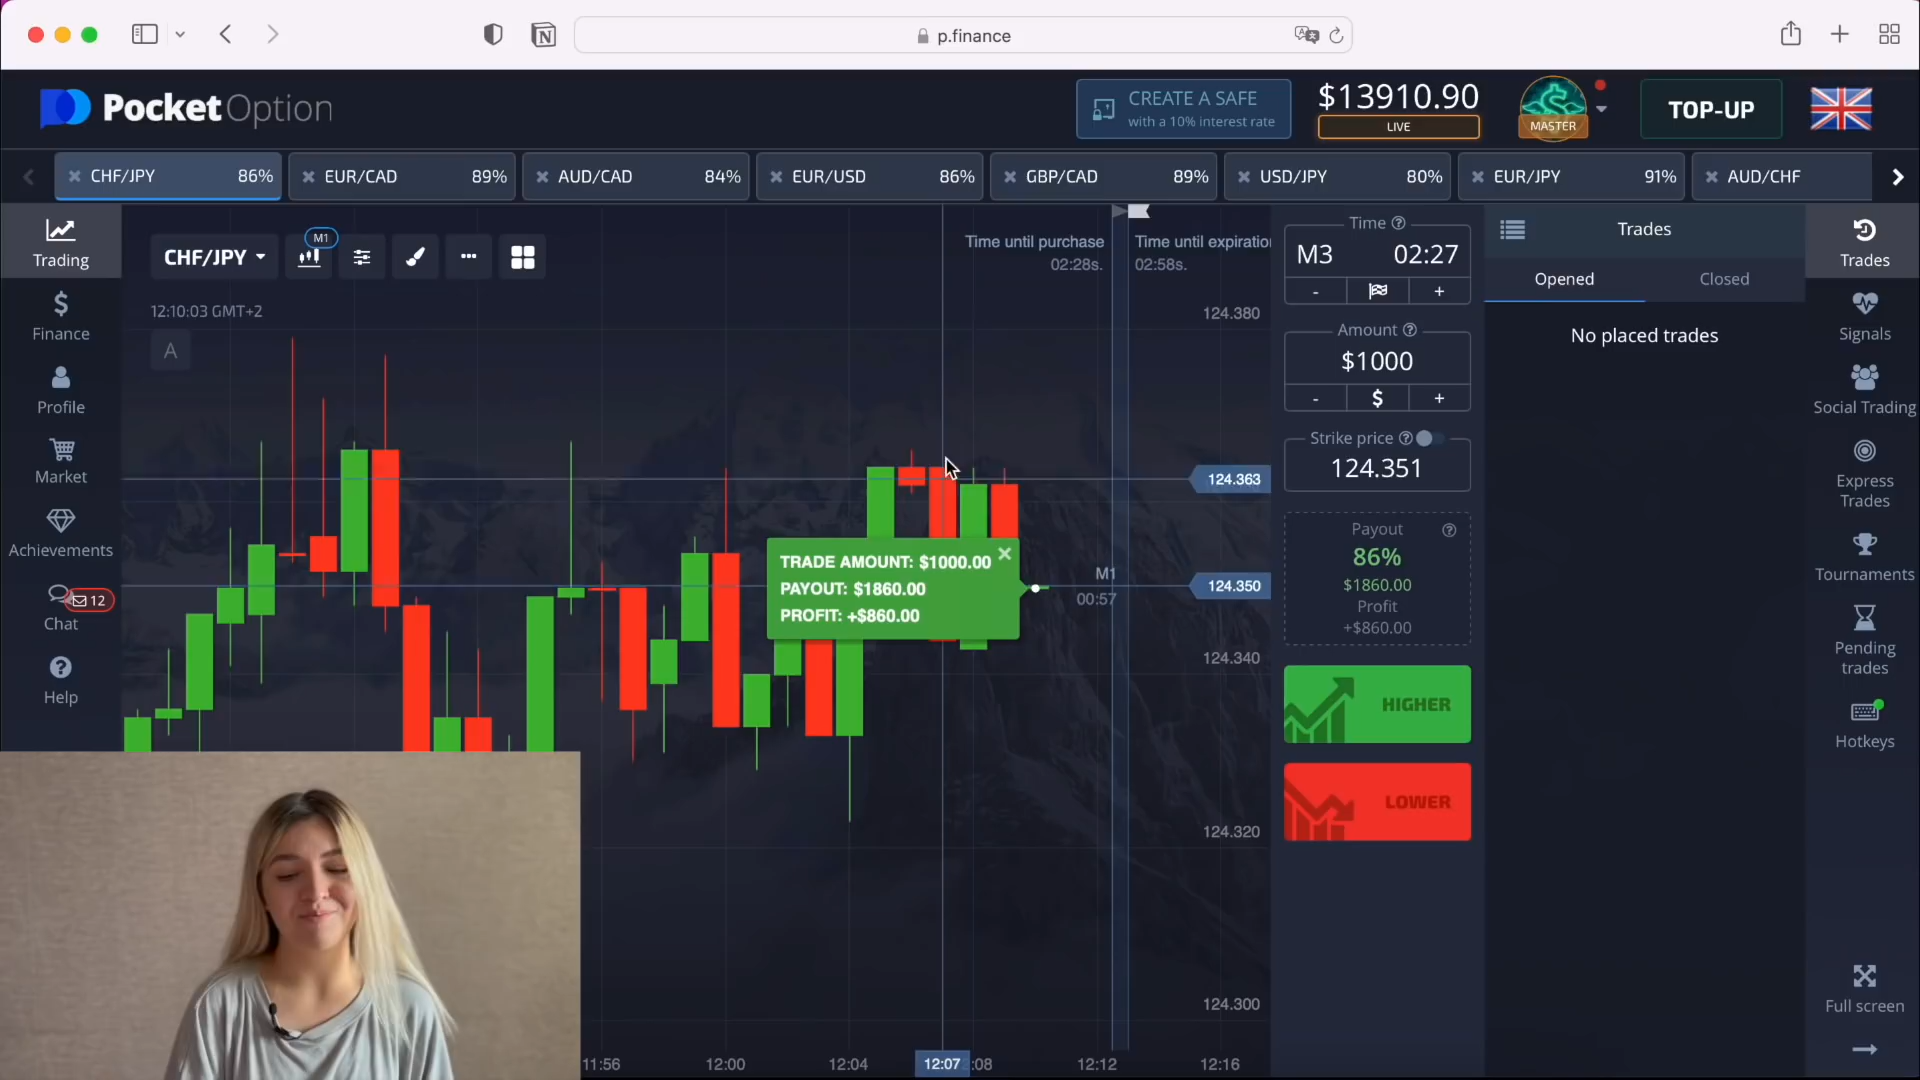 p.finance
PocketOption
CREATE A SAFE
with a 10% interest rate
$13910.90
LIVE
MASTER
TOP-UP
CHF/JPY 86%
EUR/CAD 89%
AUD/CAD 84%
EUR/USD 86%
GBP/CAD 89%
USD/JPY 80%
EUR/JPY 91%
AUD/CHF
Trading
Finance
Profile
Market
Achievements
12
Chat
Help
CHF/JPY
M1
12:10:03 GMT+2
A
Time until purchase
02:28s.
Time until expiratio
02:58s.
124.380
124.363
124.350
124.340
124.320
124.300
M1
00:57
TRADE AMOUNT: $1000.00
PAYOUT: $1860.00
PROFIT: +$860.00
11:56
12:00
12:04
12:07
:08
12:12
12:16
Time
M3 02:27
- +
Amount
$1000
- $ +
Strike price
124.351
Payout
86%
$1860.00
Profit
+$860.00
HIGHER
LOWER
Trades
Opened
Closed
No placed trades
Trades
Signals
Social Trading
Express
Trades
Tournaments
Pending
trades
Hotkeys
Full screen